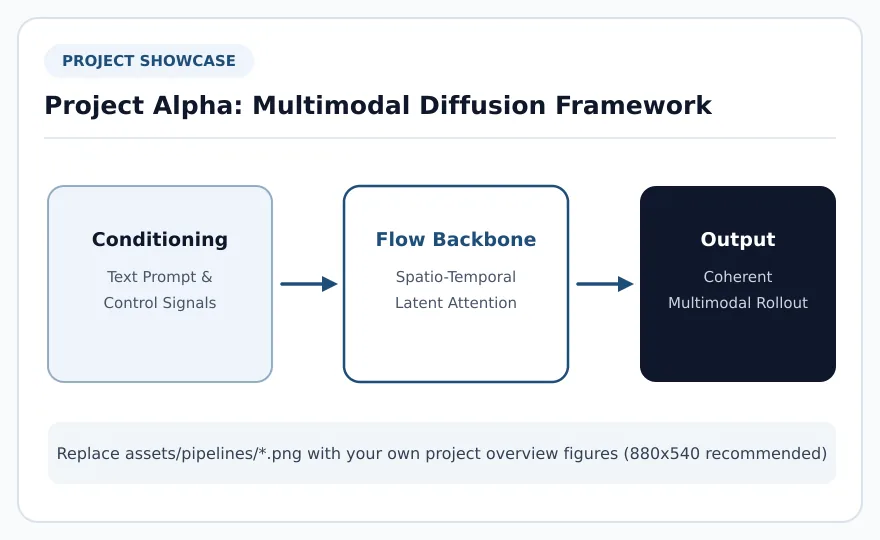 PROJECT SHOWCASE
Project Alpha: Multimodal Diffusion Framework
Conditioning
Text Prompt &
Control Signals
Flow Backbone
Spatio-Temporal
Latent Attention
Output
Coherent
Multimodal Rollout
Replace assets/pipelines/*.png with your own project overview figures (880x540 recommended)